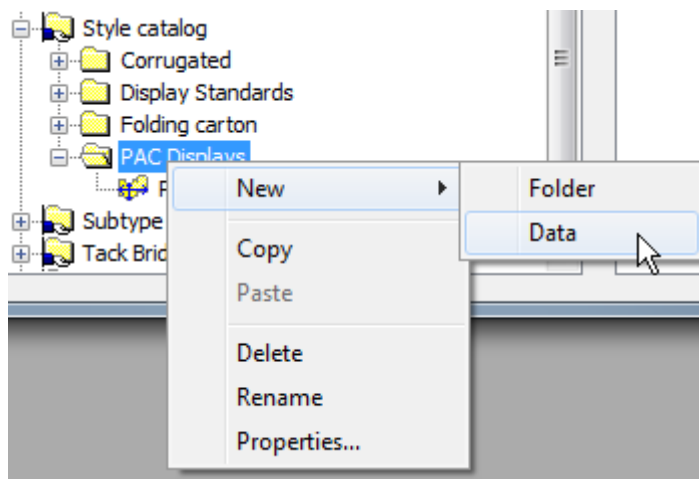 Style catalog
Corrugated
Display Standards
Folding carton
PAC Displays
New
Folder
Subtype
Data
Tack Brid
Copy
Paste
Delete
Rename
Properties...